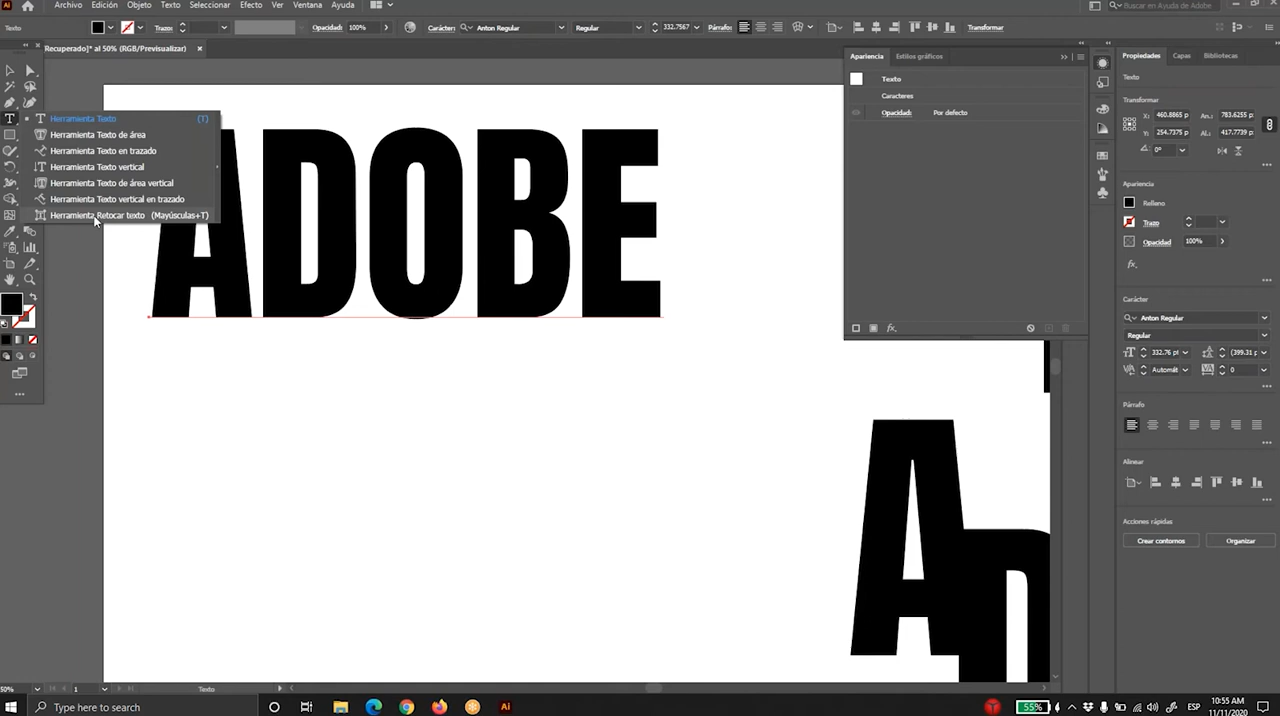 Archivo Edición Objeto Texto Seleccionar Efecto Ver Ventana Ayuda
Buscar en Ayuda de Adobe
Texto Trazo: Opacidad: 100% Carácter: Anton Regular Regular 332.7567 Párrafo: Transformar
Recuperado]* al 50% (RGB/Previsualizar)
Herramienta Texto (T)
Herramienta Texto de área
Herramienta Texto en trazado
Herramienta Texto vertical
Herramienta Texto de área vertical
Herramienta Texto vertical en trazado
Herramienta Retocar texto (Mayúsculas+T)
ADOBE
AD
Apariencia Estilos gráficos
Texto
Caracteres
Opacidad: Por defecto
Propiedades Capas Bibliotecas
Texto
Transformar
X: 460.8865 p An.: 783.6255 p
Y: 254.7375 p AL: 417.7739 p
0°
Apariencia
Relleno
Trazo
Opacidad 100%
fx.
Carácter
Anton Regular
Regular
332.76 pt (399.31 p
Automát 0
Párrafo
Alinear
Acciones rápidas
Crear contornos Organizar
50% 1 Texto
Type here to search
Ai
55%
ESP
10:55 AM
11/11/2020